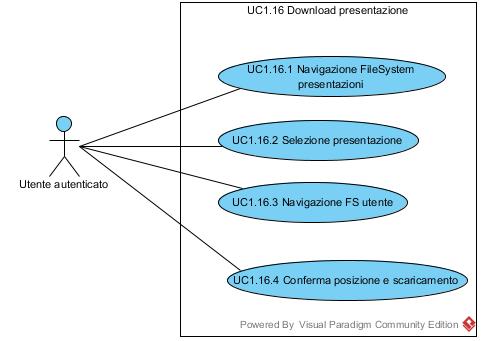 UC1.16 Download presentazione
UC1.16.1 Navigazione FileSystem
presentazioni
UC1.16.2 Selezione presentazione
Utente autenticato
UC1.16.3 Navigazione FS utente
UC1.16.4 Conferma posizione e scaricamento
Powered By Visual Paradigm Community Edition